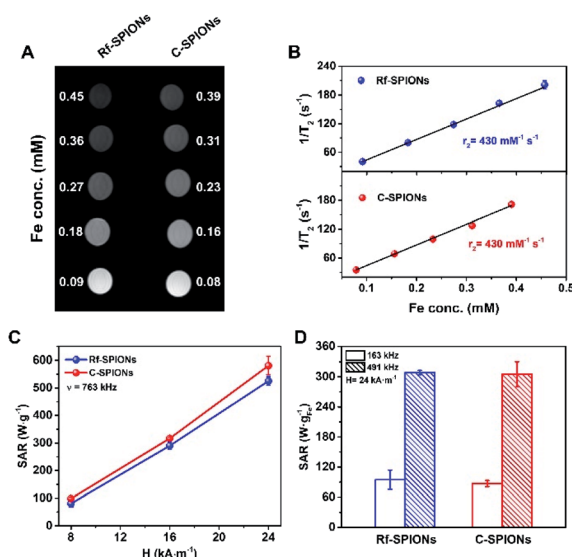 A
Rf-SPIONs
C-SPIONs
Fe conc. (mM)
0.45
0.39
0.36
0.31
0.27
0.23
0.18
0.16
0.09
0.08
B
Rf-SPIONs
1/T₂ (s⁻¹)
240
180
120
60
r₂= 430 mM⁻¹ s⁻¹
C-SPIONs
1/T₂ (s⁻¹)
180
120
60
r₂= 430 mM⁻¹ s⁻¹
0.1 0.2 0.3 0.4 0.5
Fe conc. (mM)
C
Rf-SPIONs
C-SPIONs
ν = 763 kHz
SAR (W·g⁻¹)
600
500
400
300
200
100
0
8 12 16 20 24
H (kA·m⁻¹)
D
163 kHz
491 kHz
H= 24 kA·m⁻¹
360
300
240
180
120
60
0
Rf-SPIONs C-SPIONs